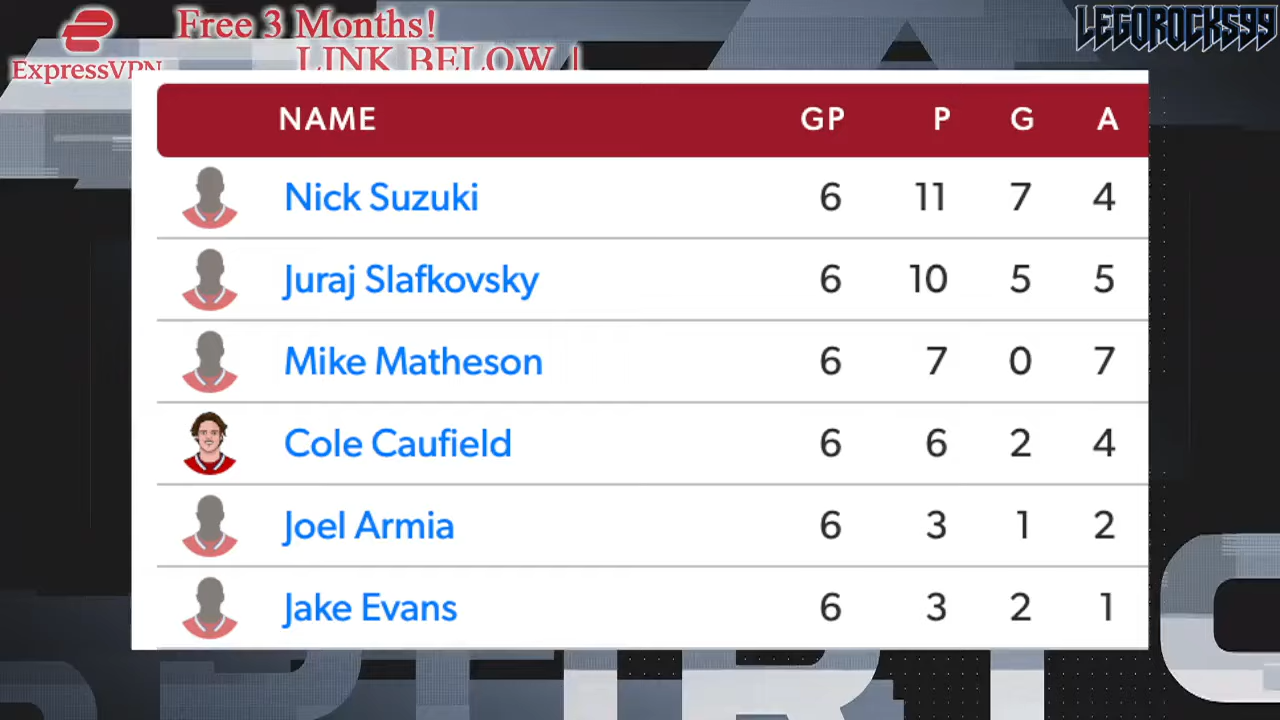 Free 3 Months!
LINK BELOW !
ExpressVPN
LEGOROCKS99
NAME GP P G A
Nick Suzuki 6 11 7 4
Juraj Slafkovsky 6 10 5 5
Mike Matheson 6 7 0 7
Cole Caufield 6 6 2 4
Joel Armia 6 3 1 2
Jake Evans 6 3 2 1